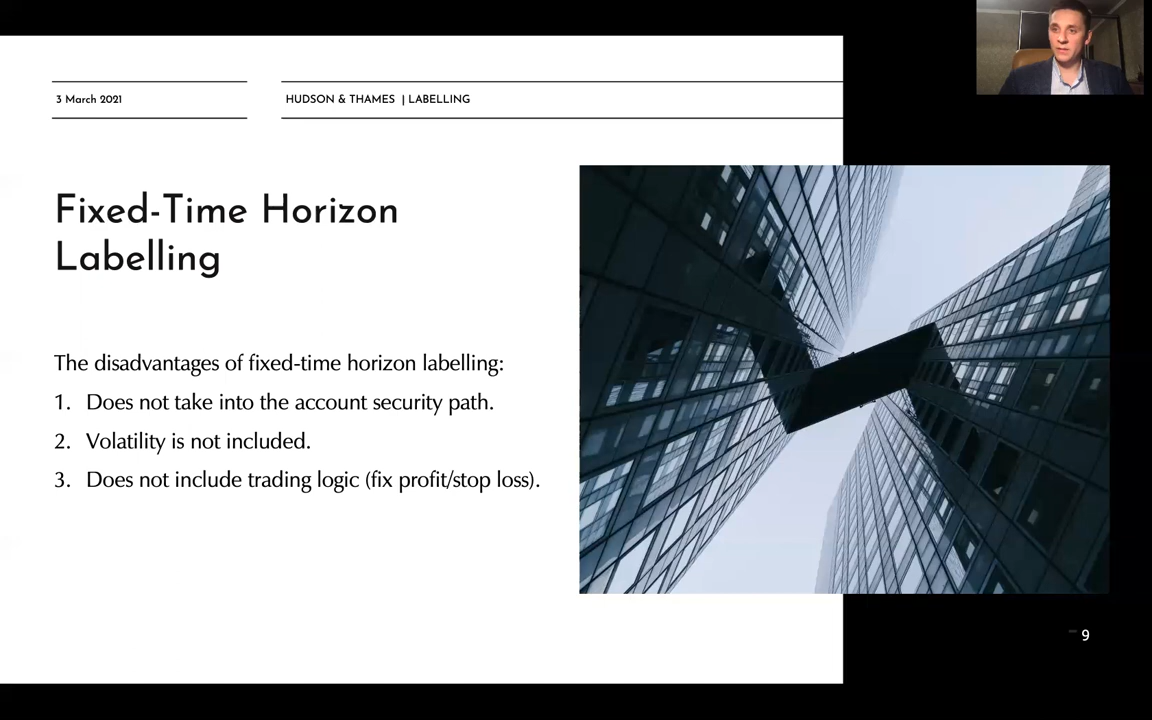 3 March 2021
HUDSON & THAMES | LABELLING
Fixed-Time Horizon
Labelling
The disadvantages of fixed-time horizon labelling:
1. Does not take into the account security path.
2. Volatility is not included.
3. Does not include trading logic (fix profit/stop loss).
9